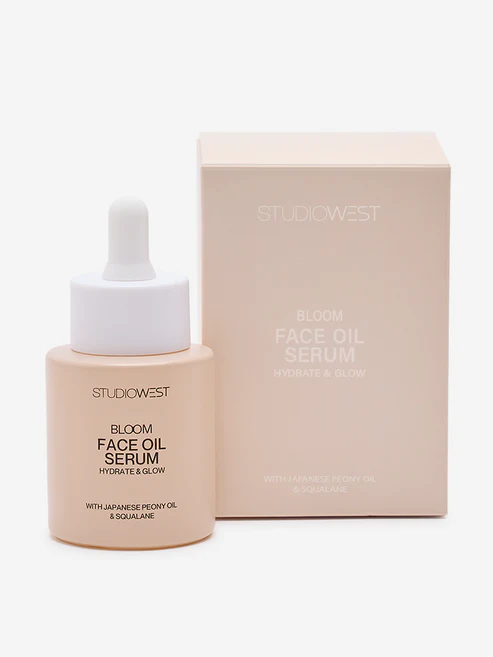 STUDIOWEST
BLOOM
FACE OIL
SERUM
HYDRATE & GLOW
WITH JAPANESE PEONY OIL
& SQUALANE
STUDIOWEST
BLOOM
FACE OIL
SERUM
HYDRATE & GLOW
WITH JAPANESE PEONY OIL
& SQUALANE